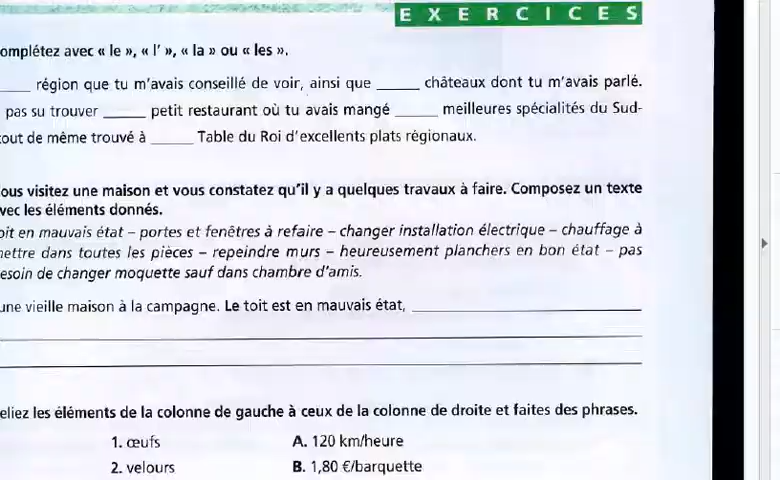 EXERCICES
omplétez avec « le », « l' », « la » ou « les ».
_____ région que tu m'avais conseillé de voir, ainsi que _____ châteaux dont tu m'avais parlé.
pas su trouver _____ petit restaurant où tu avais mangé _____ meilleures spécialités du Sud-
out de même trouvé à _____ Table du Roi d'excellents plats régionaux.
ous visitez une maison et vous constatez qu'il y a quelques travaux à faire. Composez un texte
vec les éléments donnés.
oit en mauvais état – portes et fenêtres à refaire – changer installation électrique – chauffage à
ettre dans toutes les pièces – repeindre murs – heureusement planchers en bon état – pas
esoin de changer moquette sauf dans chambre d'amis.
une vieille maison à la campagne. Le toit est en mauvais état, _____
eliez les éléments de la colonne de gauche à ceux de la colonne de droite et faites des phrases.
1. œufs A. 120 km/heure
2. velours B. 1,80 €/barquette